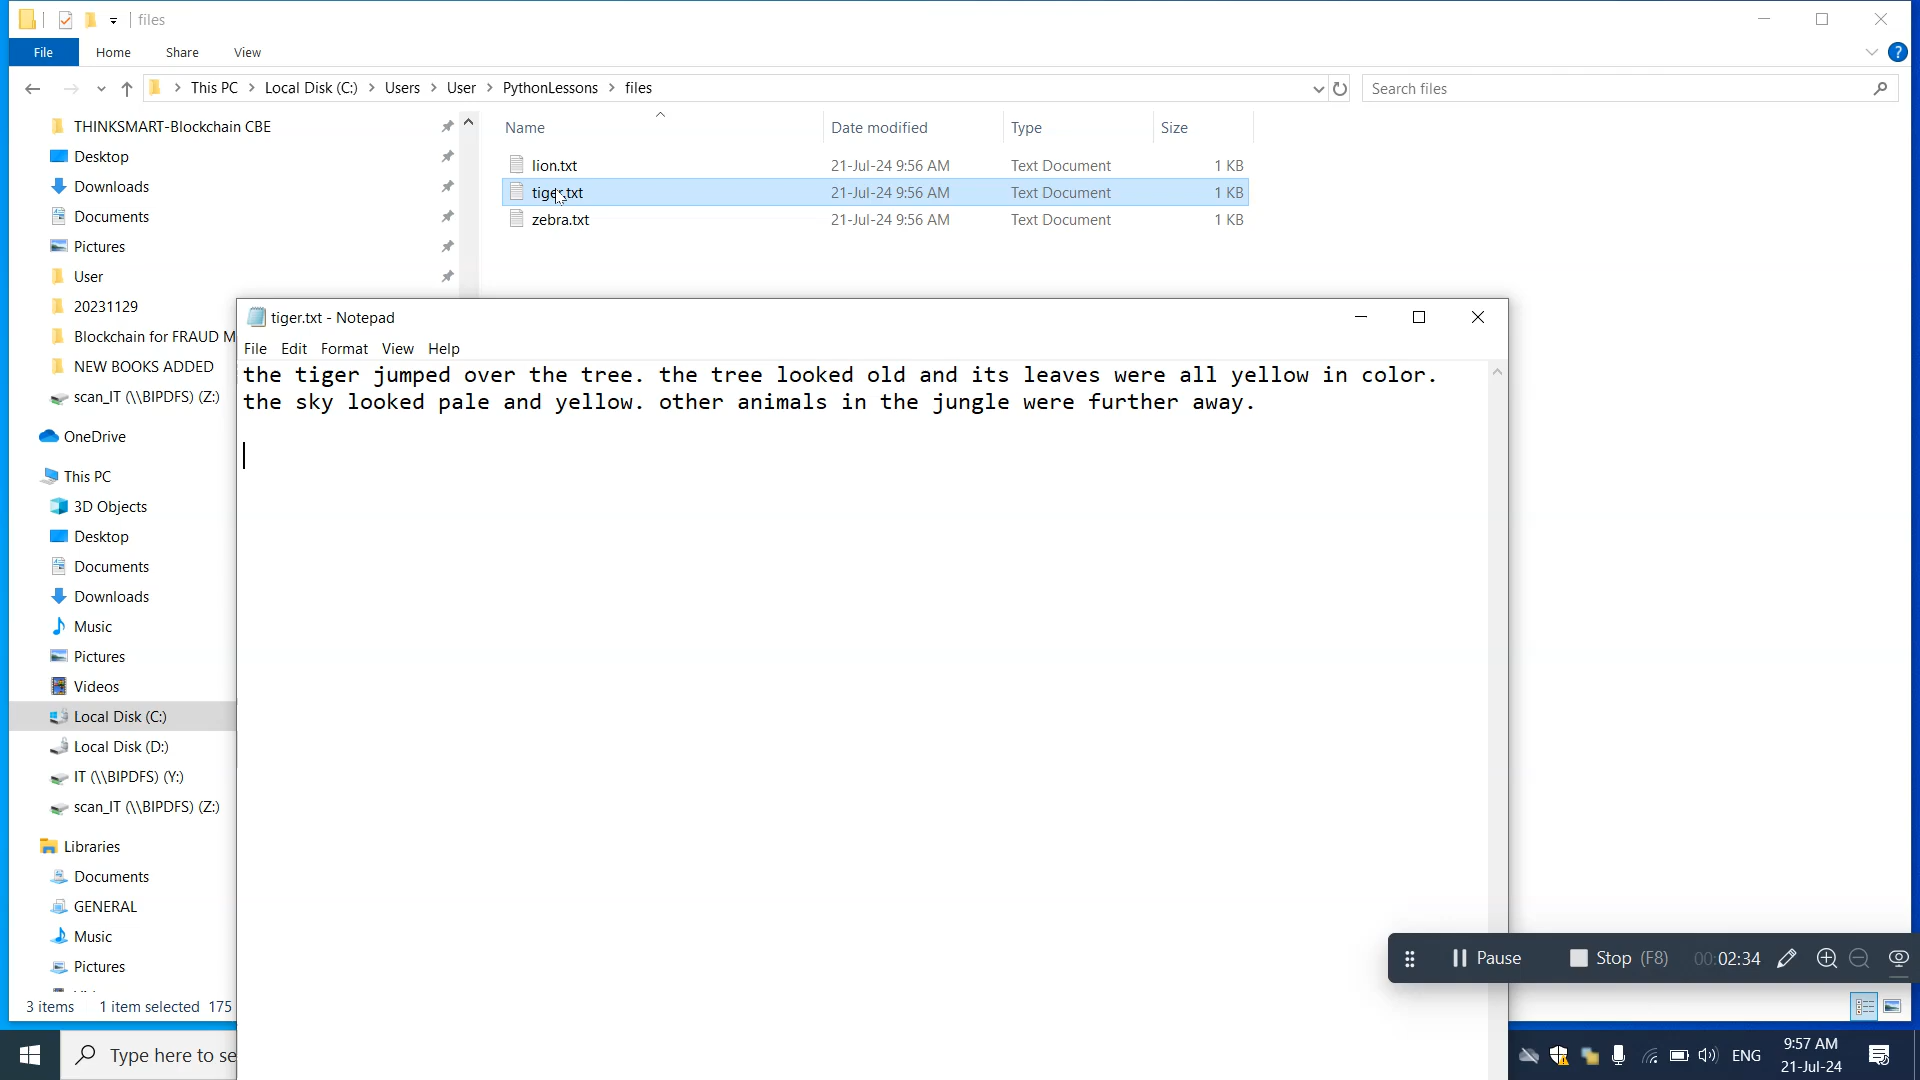 files
File Home Share View
This PC Local Disk (C:) Users User PythonLessons files
Search files
THINKSMART-Blockchain CBE
Desktop
Downloads
Documents
Pictures
User
20231129
Blockchain for FRAUD M
NEW BOOKS ADDED
scan_IT (\\BIPDFS) (Z:)
OneDrive
This PC
3D Objects
Desktop
Documents
Downloads
Music
Pictures
Videos
Local Disk (C:)
Local Disk (D:)
IT (\\BIPDFS) (Y:)
scan_IT (\\BIPDFS) (Z:)
Libraries
Documents
GENERAL
Music
Pictures
Name Date modified Type Size
lion.txt 21-Jul-24 9:56 AM Text Document 1 KB
tiger.txt 21-Jul-24 9:56 AM Text Document 1 KB
zebra.txt 21-Jul-24 9:56 AM Text Document 1 KB
tiger.txt - Notepad
File Edit Format View Help
the tiger jumped over the tree. the tree looked old and its leaves were all yellow in color.
the sky looked pale and yellow. other animals in the jungle were further away.
Pause Stop (F8) 00:02:34
3 items 1 item selected 175
Type here to se
ENG
9:57 AM
21-Jul-24